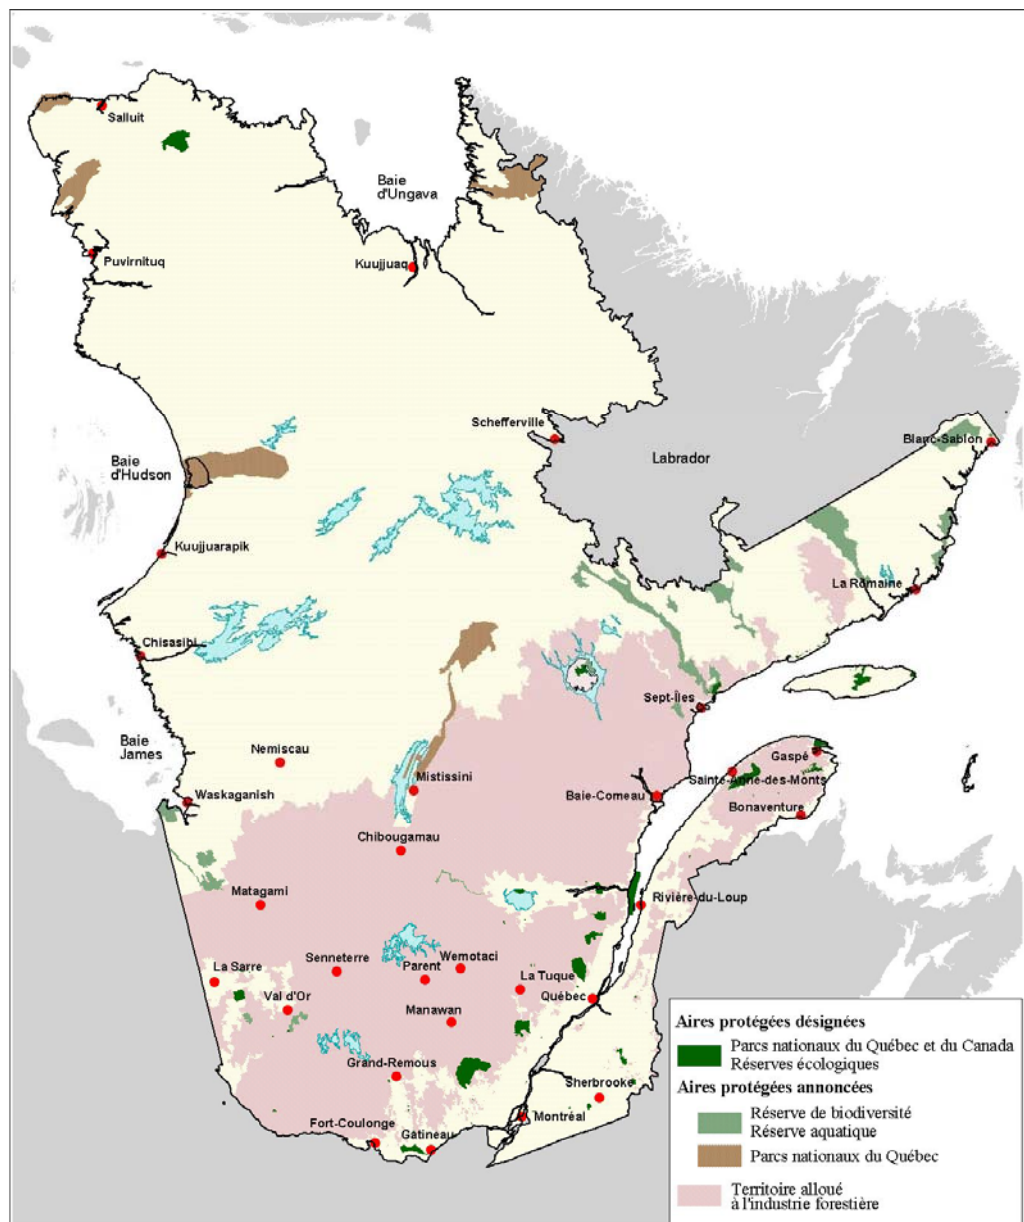 Salluit
Baie
d'Ungava
Puvirnituq
Kuujjuaq
Schefferville
Blanc-Sablon
Labrador
Baie
d'Hudson
Kuujjuarapik
La Romaine
Chisasibi
Sept-Îles
Baie
James
Nemiscau
Gaspé
Mistissini
Sainte-Anne-des-Monts
Waskaganish
Baie-Comeau
Bonaventure
Chibougamau
Matagami
Rivière-du-Loup
La Sarre
Senneterre
Parent
Wemotaci
La Tuque
Val d'Or
Québec
Manawan
Grand-Remous
Sherbrooke
Montréal
Fort-Coulonge
Gatineau
Aires protégées désignées
Parcs nationaux du Québec et du Canada
Réserves écologiques
Aires protégées annoncées
Réserve de biodiversité
Réserve aquatique
Parcs nationaux du Québec
Territoire alloué
à l'industrie forestière